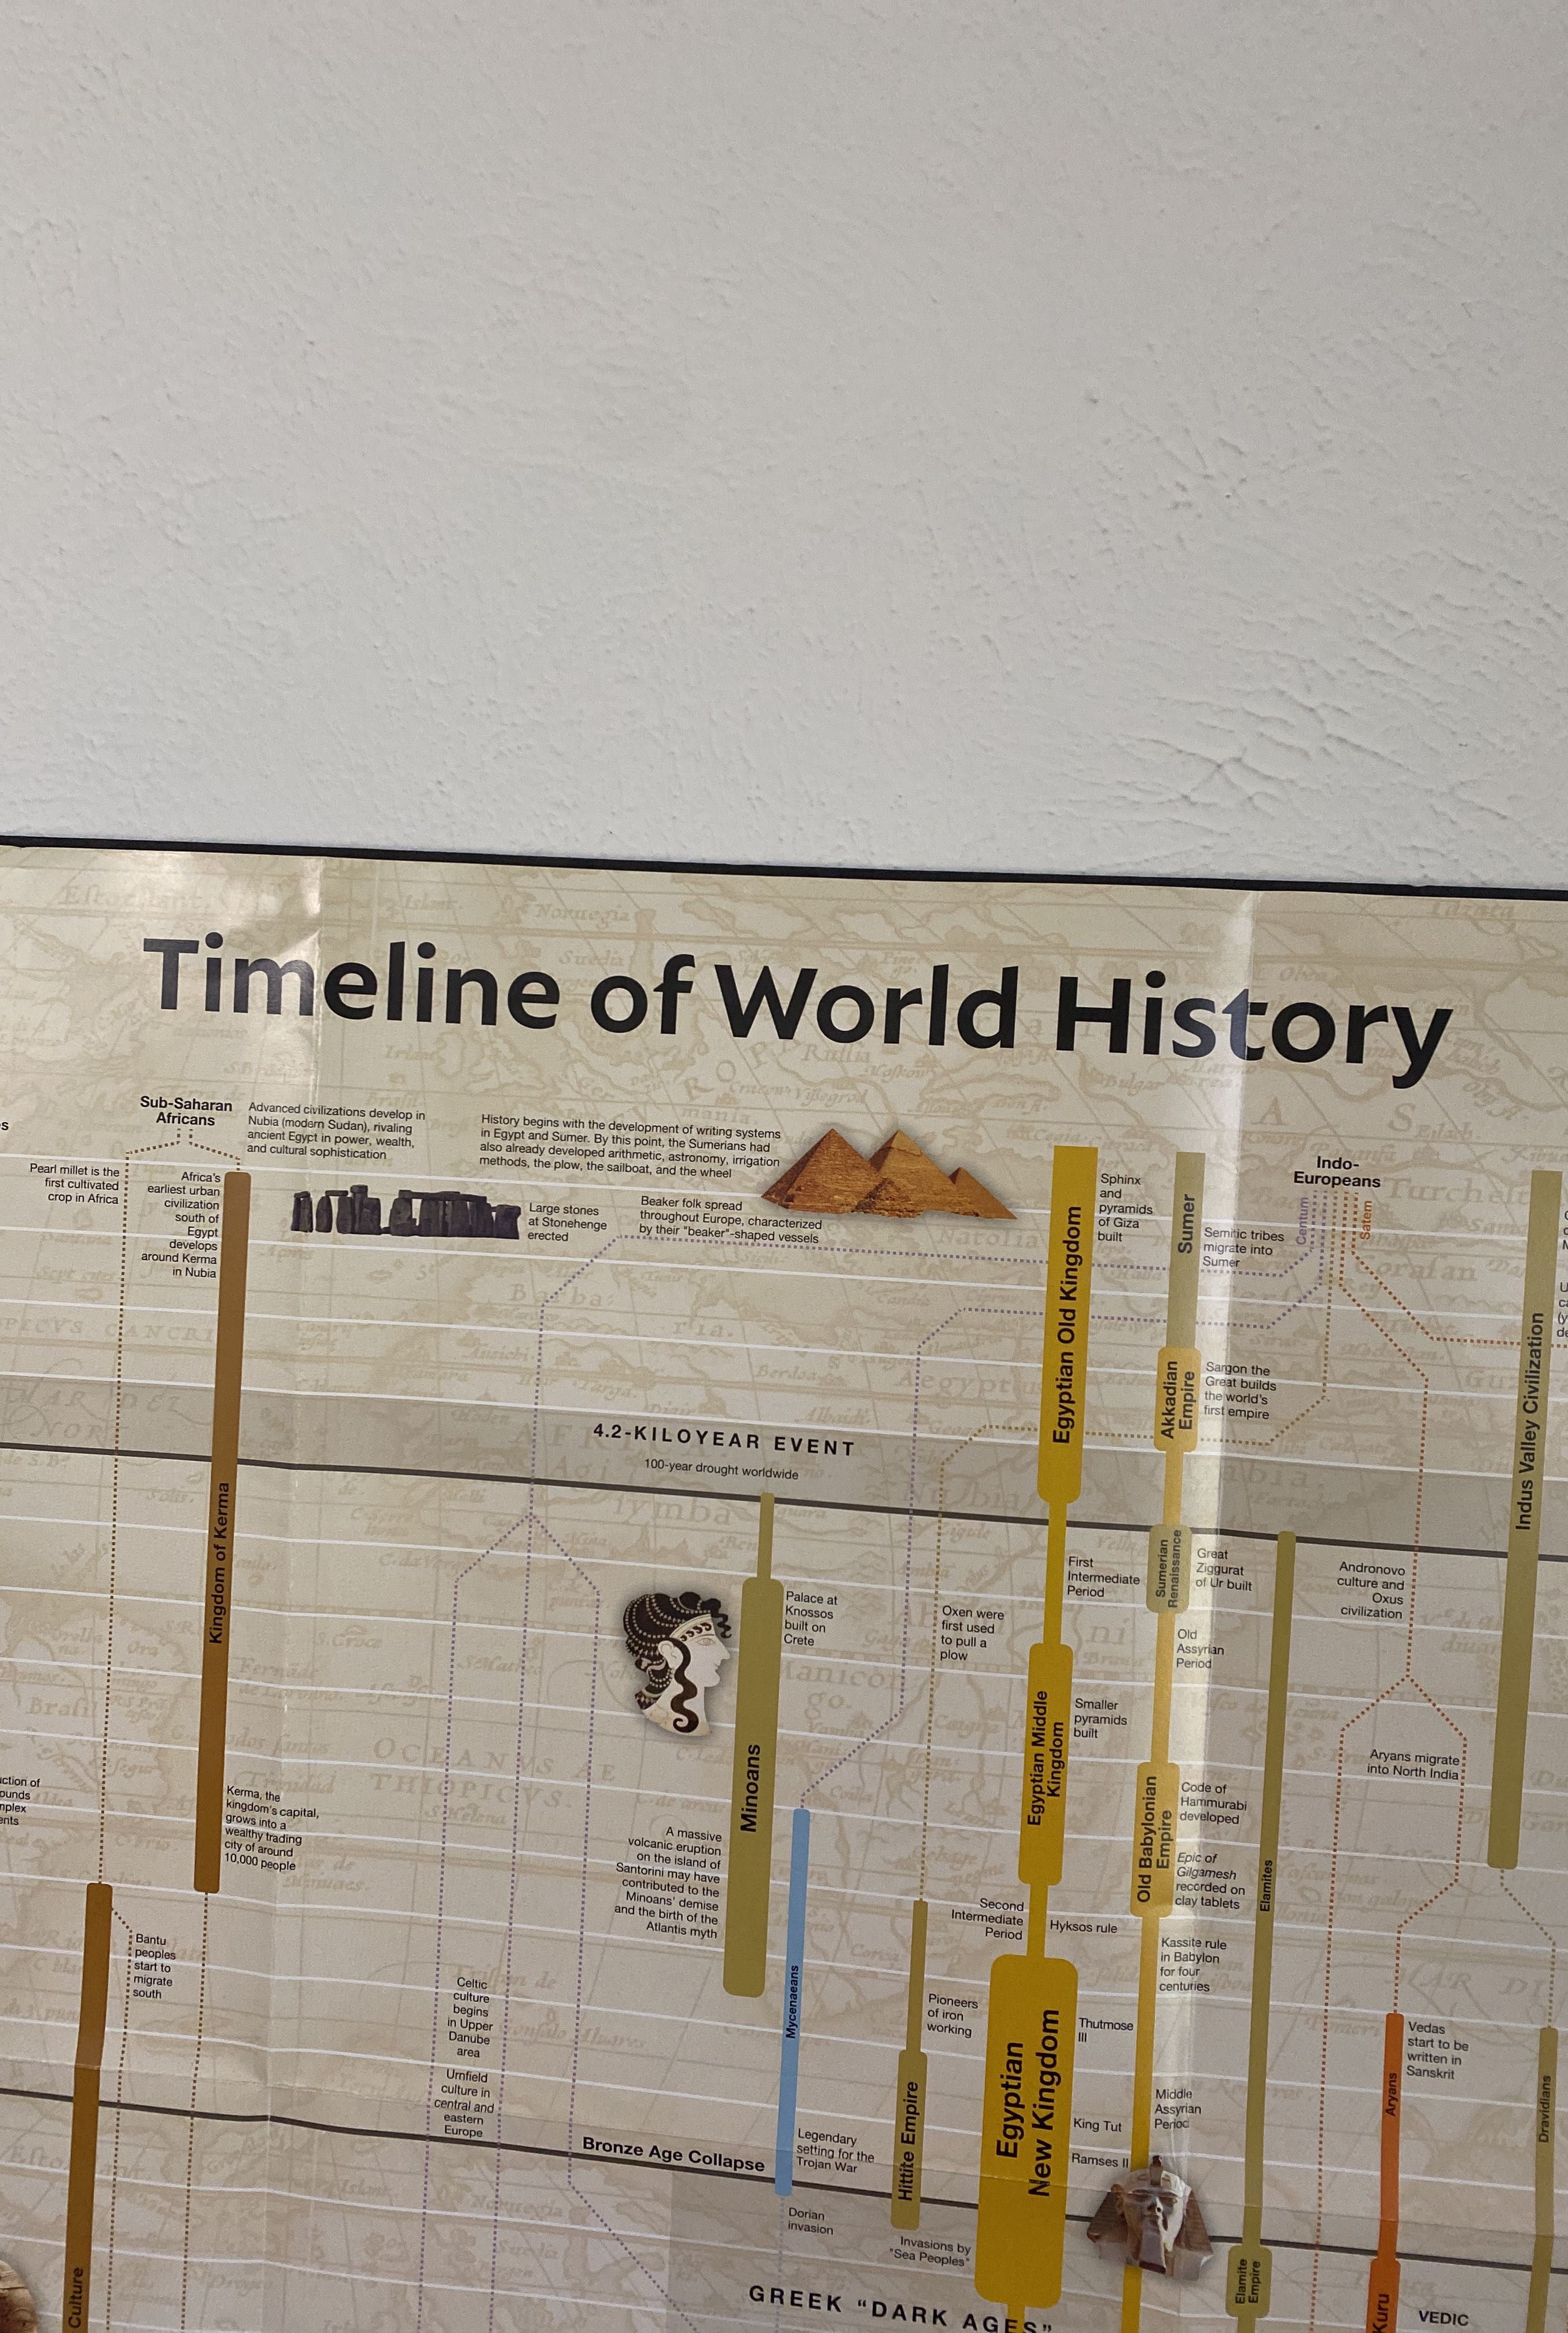 Timeline of World History
Sub-Saharan
Africans
Advanced civilizations develop in
Nubia (modern Sudan), rivaling
ancient Egypt in power, wealth,
and cultural sophistication
History begins with the development of writing systems
in Egypt and Sumer. By this point, the Sumerians had
also already developed arithmetic, astronomy, irrigation
methods, the plow, the sailboat, and the wheel
Pearl millet is the
first cultivated
crop in Africa
Africa's
earliest urban
civilization
south of
Egypt
develops
around Kerma
in Nubia
Large stones
at Stonehenge
erected
Beaker folk spread
throughout Europe, characterized
by their "beaker"-shaped vessels
Egyptian Old Kingdom
Sphinx
and
pyramids
of Giza
built
Sumer
Semitic tribes
migrate into
Sumer
Indo-
Europeans
Centum
Satem
Indus Valley Civilization
Akkadian
Empire
Sargon the
Great builds
the world's
first empire
4.2-KILOYEAR EVENT
100-year drought worldwide
Kingdom of Kerma
First
Intermediate
Period
Sumerian
Renaissance
Great
Ziggurat
of Ur built
Andronovo
culture and
Oxus
civilization
Minoans
Palace at
Knossos
built on
Crete
Oxen were
first used
to pull a
plow
Old
Assyrian
Period
Egyptian Middle
Kingdom
Smaller
pyramids
built
Aryans migrate
into North India
Kerma, the
kingdom's capital,
grows into a
wealthy trading
city of around
10,000 people
A massive
volcanic eruption
on the island of
Santorini may have
contributed to the
Minoans' demise
and the birth of the
Atlantis myth
Old Babylonian
Empire
Code of
Hammurabi
developed
Epic of
Gilgamesh
recorded on
clay tablets
Elamites
Second
Intermediate
Period
Hyksos rule
Kassite rule
in Babylon
for four
centuries
Bantu
peoples
start to
migrate
south
Celtic
culture
begins
in Upper
Danube
area
Urnfield
culture in
central and
eastern
Europe
Mycenaeans
Pioneers
of iron
working
Hittite Empire
Egyptian
New Kingdom
Thutmose
III
King Tut
Ramses II
Middle
Assyrian
Period
Vedas
start to be
written in
Sanskrit
Aryans
Dravidians
Bronze Age Collapse
Legendary
setting for the
Trojan War
Dorian
invasion
Invasions by
"Sea Peoples"
Elamite
Empire
Culture
Kuru
VEDIC
GREEK "DARK AGES"